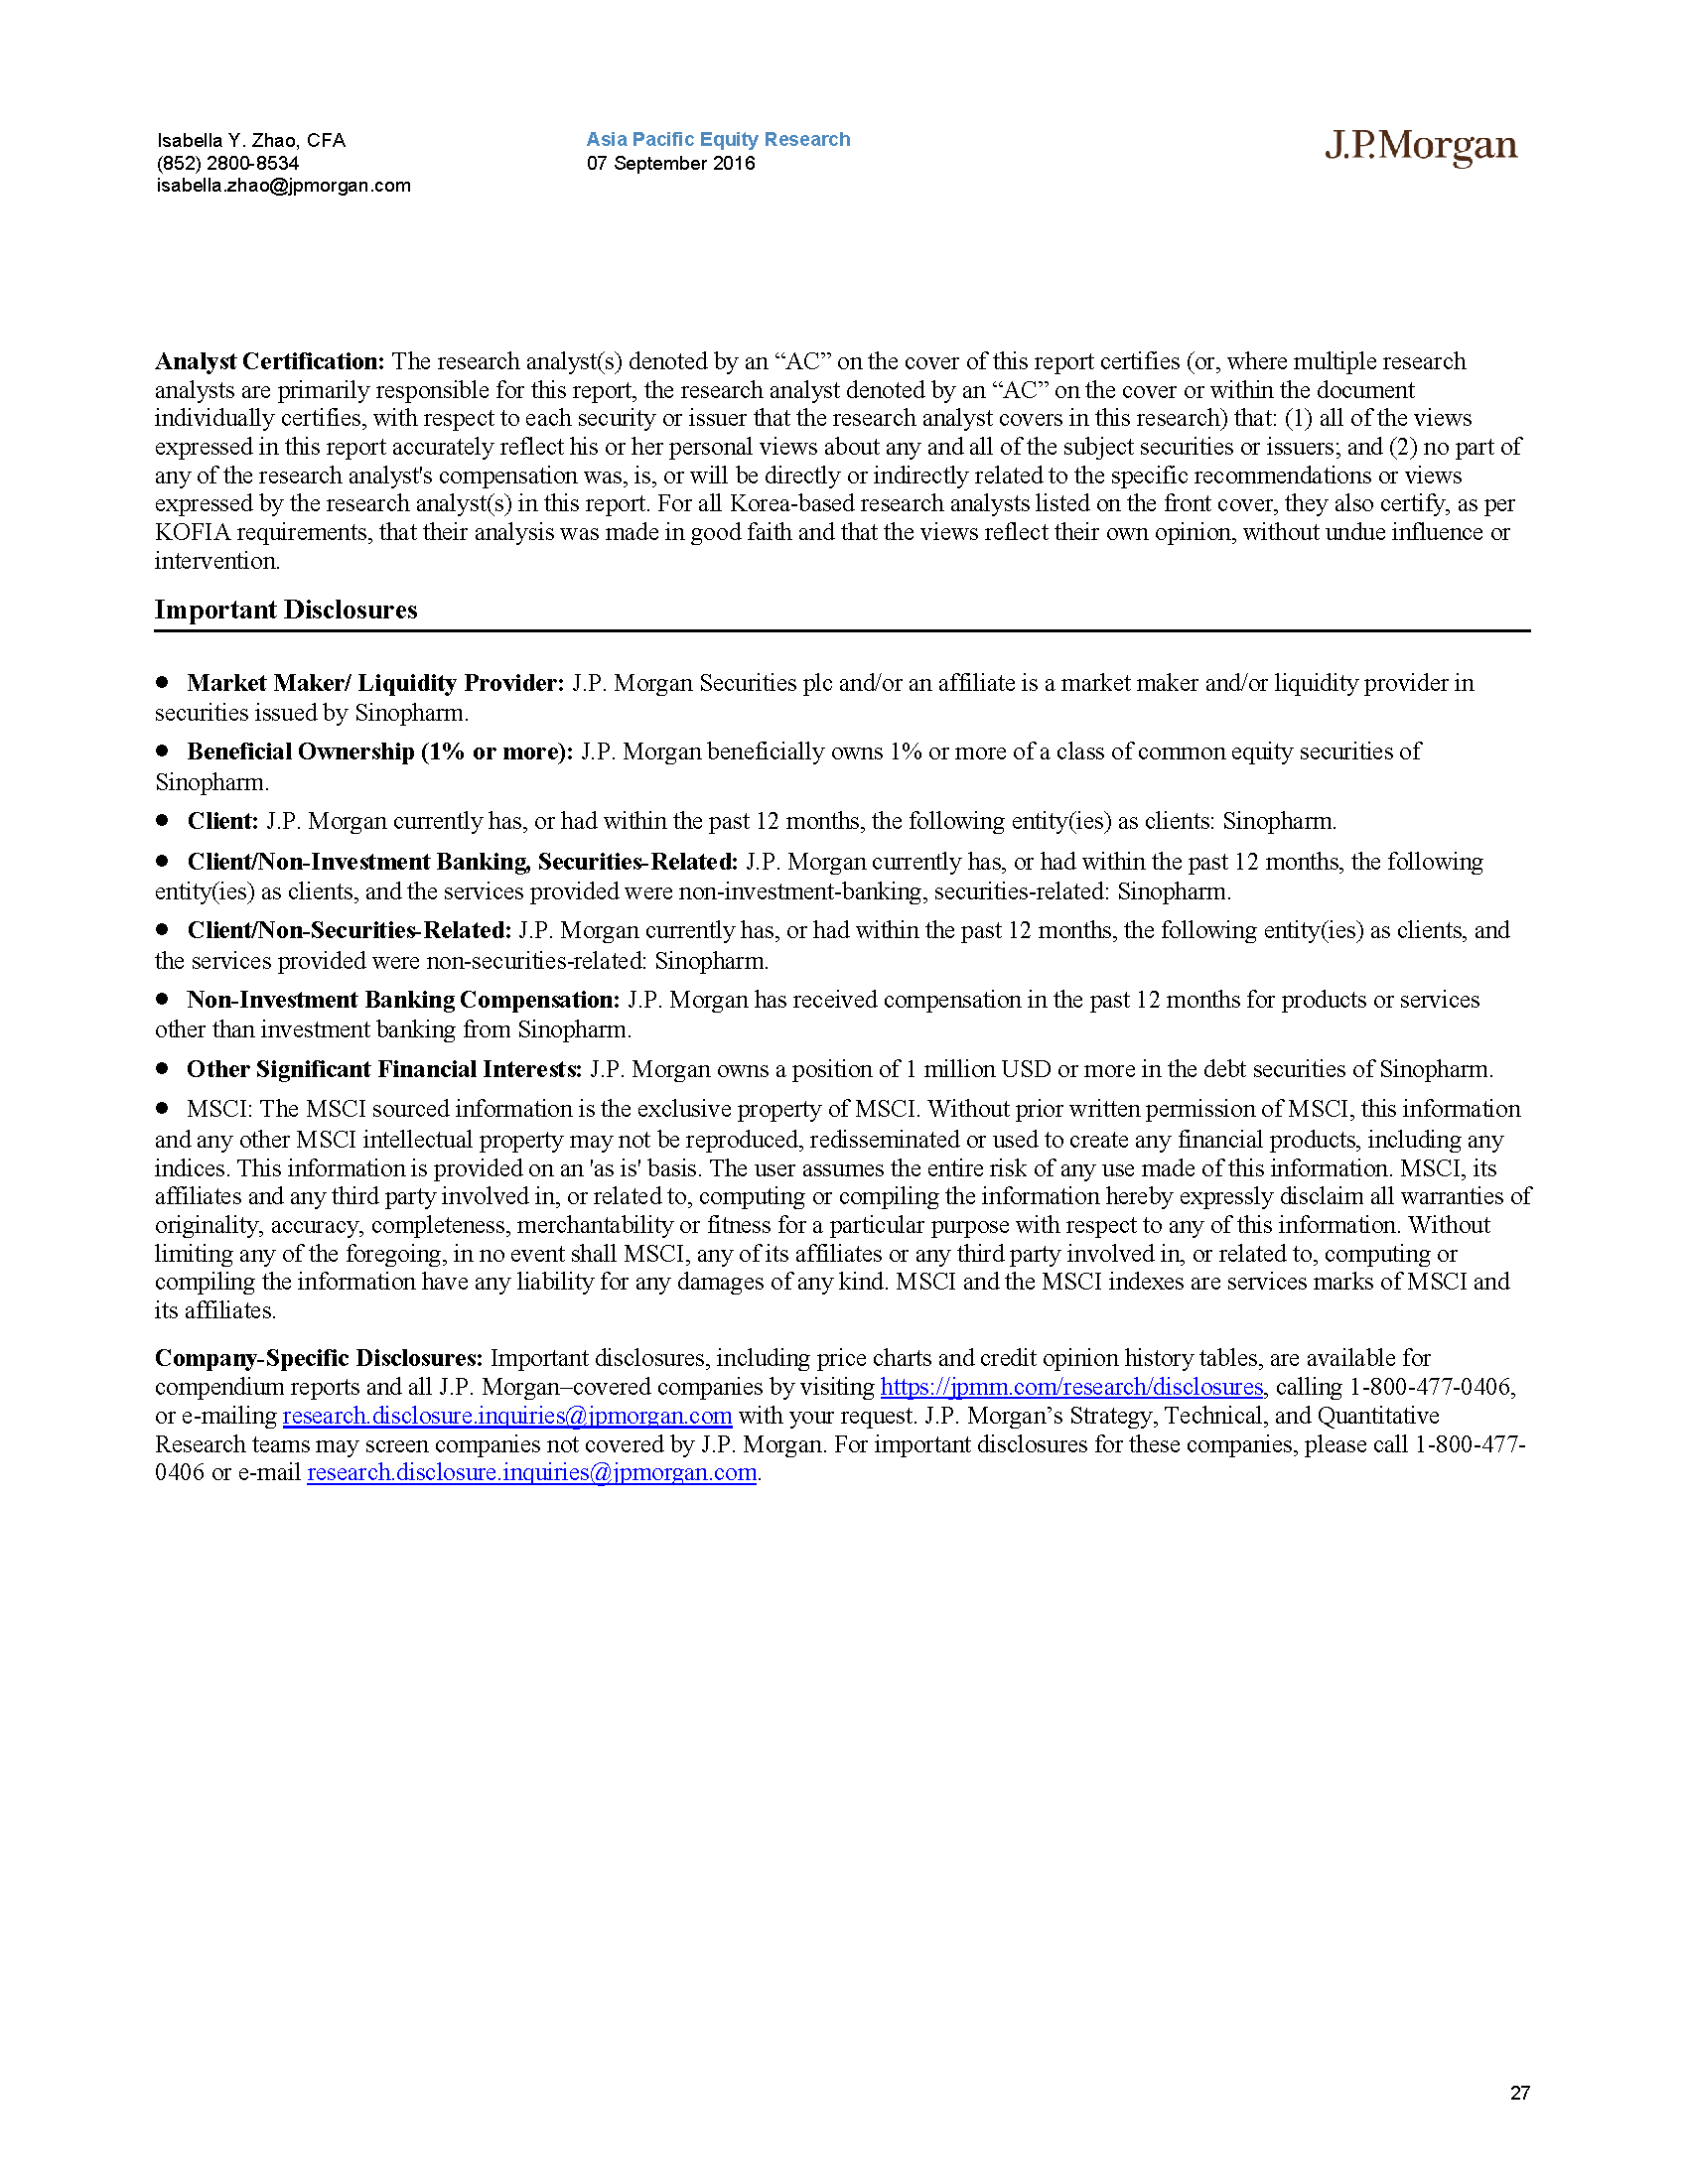 Isabella Y. Zhao, CFA
(852) 2800-8534
isabella.zhao@jpmorgan.com
Asia Pacific Equity Research
07 September 2016
J.P.Morgan
Analyst Certification: The research analyst(s) denoted by an “AC” on the cover of this report certifies (or, where multiple research
analysts are primarily responsible for this report, the research analyst denoted by an “AC” on the cover or within the document
individually certifies, with respect to each security or issuer that the research analyst covers in this research) that: (1) all of the views
expressed in this report accurately reflect his or her personal views about any and all of the subject securities or issuers; and (2) no part of
any of the research analyst's compensation was, is, or will be directly or indirectly related to the specific recommendations or views
expressed by the research analyst(s) in this report. For all Korea-based research analysts listed on the front cover, they also certify, as per
KOFIA requirements, that their analysis was made in good faith and that the views reflect their own opinion, without undue influence or
intervention.
Important Disclosures
● Market Maker/ Liquidity Provider: J.P. Morgan Securities plc and/or an affiliate is a market maker and/or liquidity provider in
securities issued by Sinopharm.
● Beneficial Ownership (1% or more): J.P. Morgan beneficially owns 1% or more of a class of common equity securities of
Sinopharm.
● Client: J.P. Morgan currently has, or had within the past 12 months, the following entity(ies) as clients: Sinopharm.
● Client/Non-Investment Banking, Securities-Related: J.P. Morgan currently has, or had within the past 12 months, the following
entity(ies) as clients, and the services provided were non-investment-banking, securities-related: Sinopharm.
● Client/Non-Securities-Related: J.P. Morgan currently has, or had within the past 12 months, the following entity(ies) as clients, and
the services provided were non-securities-related: Sinopharm.
● Non-Investment Banking Compensation: J.P. Morgan has received compensation in the past 12 months for products or services
other than investment banking from Sinopharm.
● Other Significant Financial Interests: J.P. Morgan owns a position of 1 million USD or more in the debt securities of Sinopharm.
● MSCI: The MSCI sourced information is the exclusive property of MSCI. Without prior written permission of MSCI, this information
and any other MSCI intellectual property may not be reproduced, redisseminated or used to create any financial products, including any
indices. This information is provided on an 'as is' basis. The user assumes the entire risk of any use made of this information. MSCI, its
affiliates and any third party involved in, or related to, computing or compiling the information hereby expressly disclaim all warranties of
originality, accuracy, completeness, merchantability or fitness for a particular purpose with respect to any of this information. Without
limiting any of the foregoing, in no event shall MSCI, any of its affiliates or any third party involved in, or related to, computing or
compiling the information have any liability for any damages of any kind. MSCI and the MSCI indexes are services marks of MSCI and
its affiliates.
Company-Specific Disclosures: Important disclosures, including price charts and credit opinion history tables, are available for
compendium reports and all J.P. Morgan–covered companies by visiting https://jpmm.com/research/disclosures, calling 1-800-477-0406,
or e-mailing research.disclosure.inquiries@jpmorgan.com with your request. J.P. Morgan’s Strategy, Technical, and Quantitative
Research teams may screen companies not covered by J.P. Morgan. For important disclosures for these companies, please call 1-800-477-
0406 or e-mail research.disclosure.inquiries@jpmorgan.com.
27